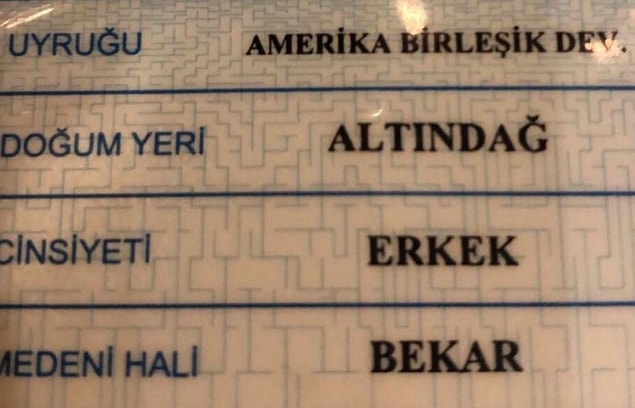 UYRUĞU AMERİKA BİRLEŞİK DEV.
DOĞUM YERİ ALTINDAĞ
CİNSİYETİ ERKEK
MEDENİ HALİ BEKAR